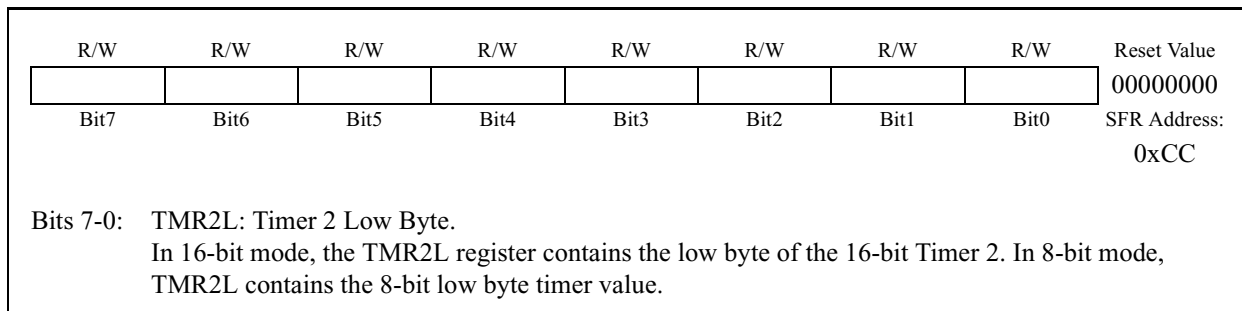 R/W R/W R/W R/W R/W R/W R/W R/W Reset Value
00000000
Bit7 Bit6 Bit5 Bit4 Bit3 Bit2 Bit1 Bit0 SFR Address:
0xCC
Bits 7-0: TMR2L: Timer 2 Low Byte.
In 16-bit mode, the TMR2L register contains the low byte of the 16-bit Timer 2. In 8-bit mode,
TMR2L contains the 8-bit low byte timer value.